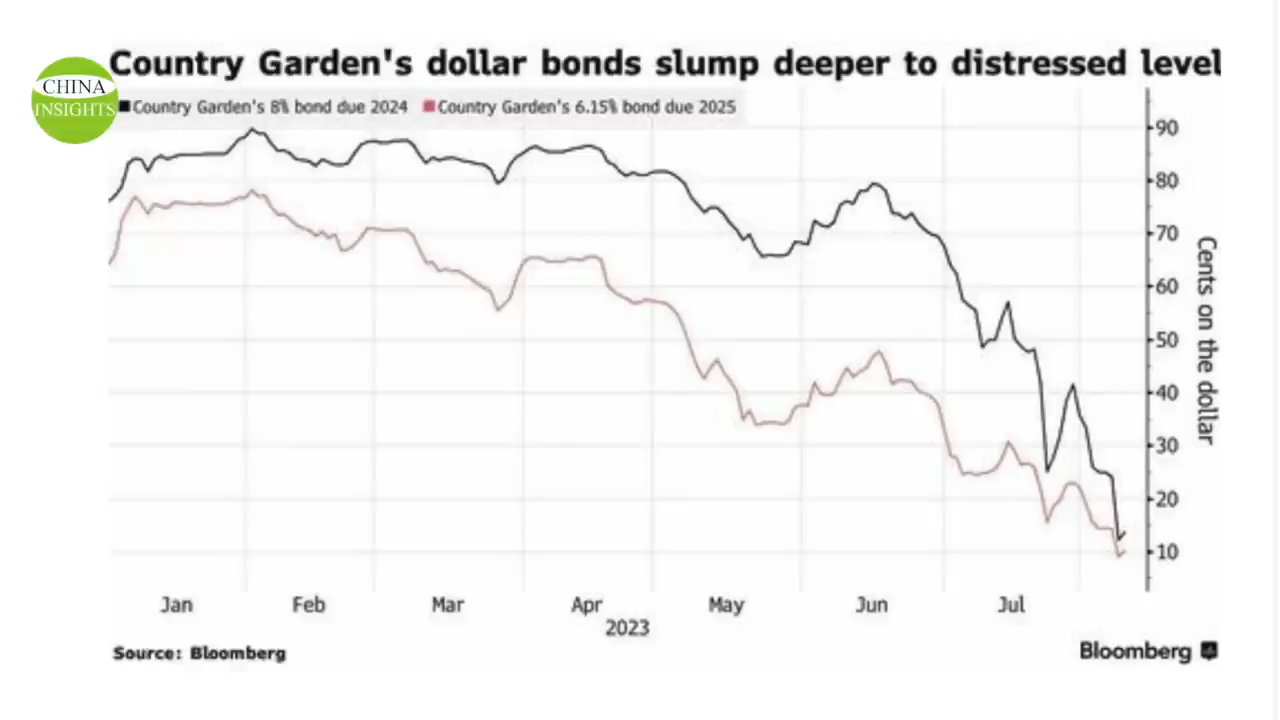 Country Garden's dollar bonds slump deeper to distressed level
CHINA
INSIGHTS
Country Garden's 8% bond due 2024 Country Garden's 6.15% bond due 2025
90
80
70
60
50
40
30
20
10
Cents on the dollar
Jan Feb Mar Apr May Jun Jul
2023
Source: Bloomberg
Bloomberg